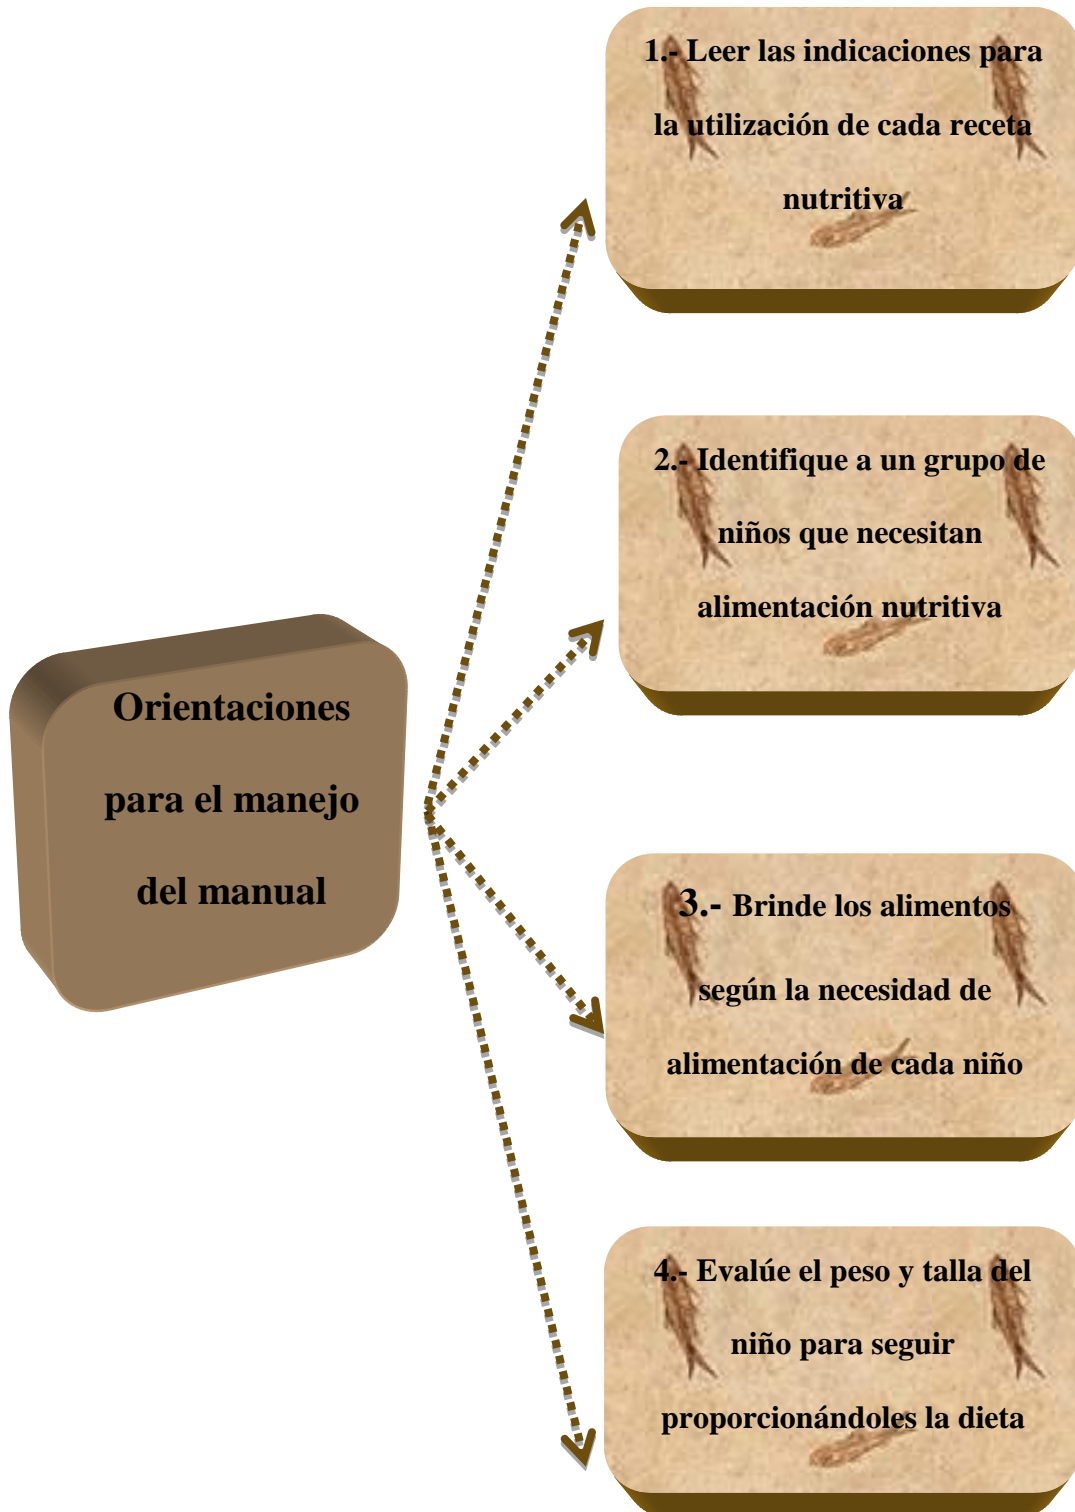 Orientaciones
para el manejo
del manual
1.- Leer las indicaciones para
la utilización de cada receta
nutritiva
2.- Identifique a un grupo de
niños que necesitan
alimentación nutritiva
3.- Brinde los alimentos
según la necesidad de
alimentación de cada niño
4.- Evalúe el peso y talla del
niño para seguir
proporcionándoles la dieta